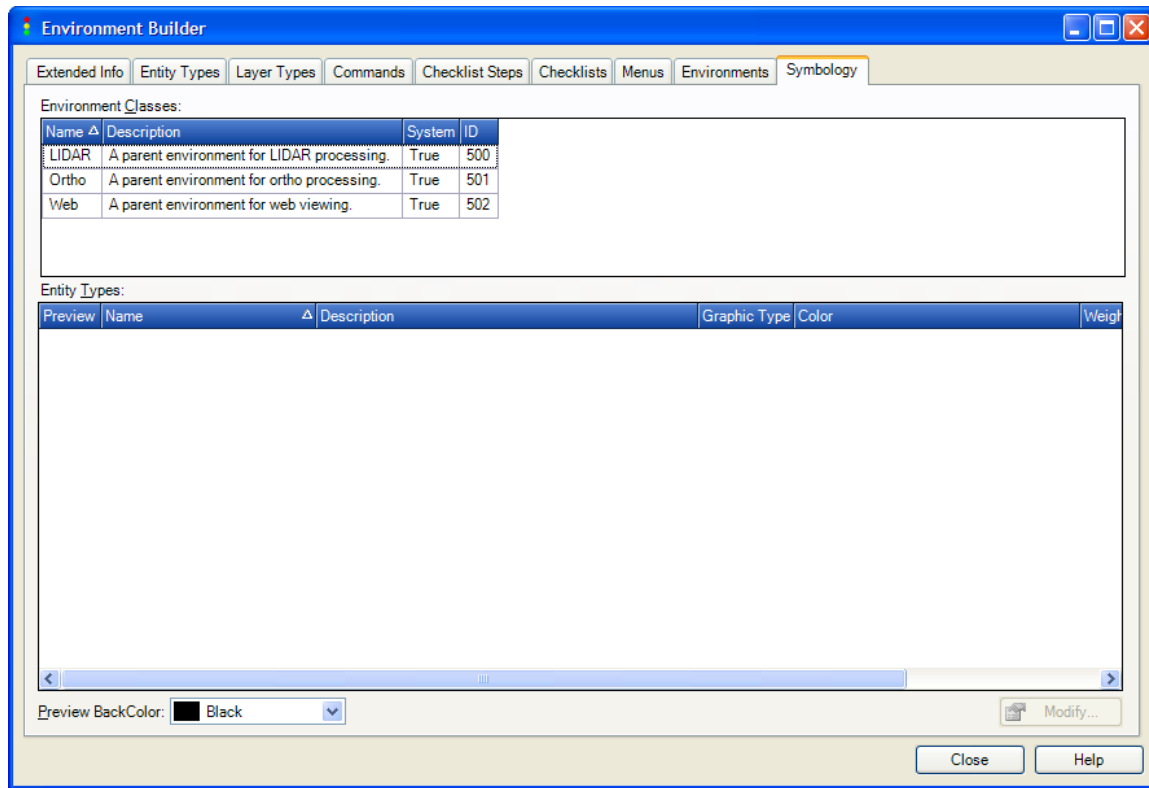 Environment Builder
Extended Info Entity Types Layer Types Commands Checklist Steps Checklists Menus Environments Symbology
Environment Classes:
Name Description System ID
LIDAR A parent environment for LIDAR processing. True 500
Ortho A parent environment for ortho processing. True 501
Web A parent environment for web viewing. True 502
Entity Types:
Preview Name Description Graphic Type Color Weigh
Preview BackColor: Black Modify...
Close Help